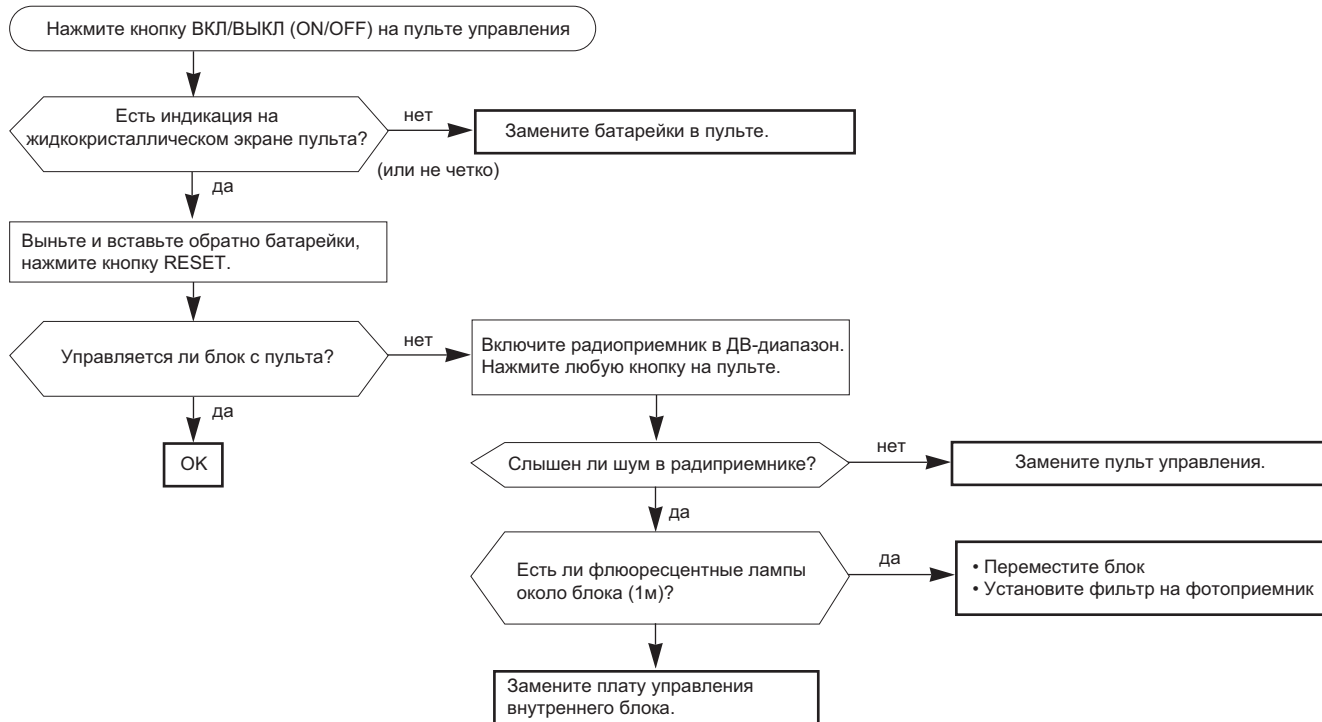 Нажмите кнопку ВКЛ/ВЫКЛ (ON/OFF) на пульте управления
Есть индикация на
жидкокристаллическом экране пульта?
нет
(или не четко)
Замените батарейки в пульте.
да
Выньте и вставьте обратно батарейки,
нажмите кнопку RESET.
Управляется ли блок с пульта?
нет
Включите радиоприемник в ДВ-диапазон.
Нажмите любую кнопку на пульте.
да
OK
Слышен ли шум в радиприемнике?
нет
Замените пульт управления.
да
Есть ли флюоресцентные лампы
около блока (1м)?
да
• Переместите блок
• Установите фильтр на фотоприемник
Замените плату управления
внутреннего блока.